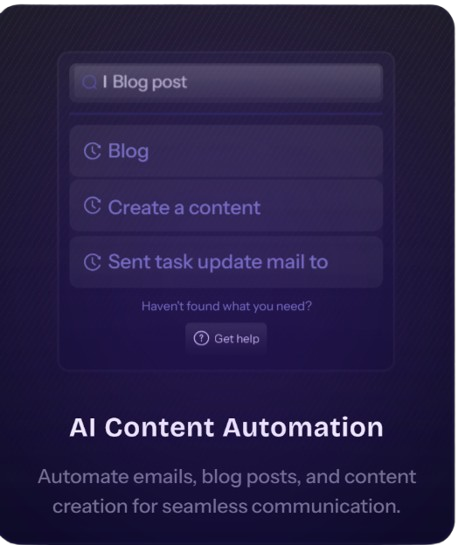 I Blog post
Blog
Create a content
Sent task update mail to
Haven't found what you need?
Get help
AI Content Automation
Automate emails, blog posts, and content
creation for seamless communication.